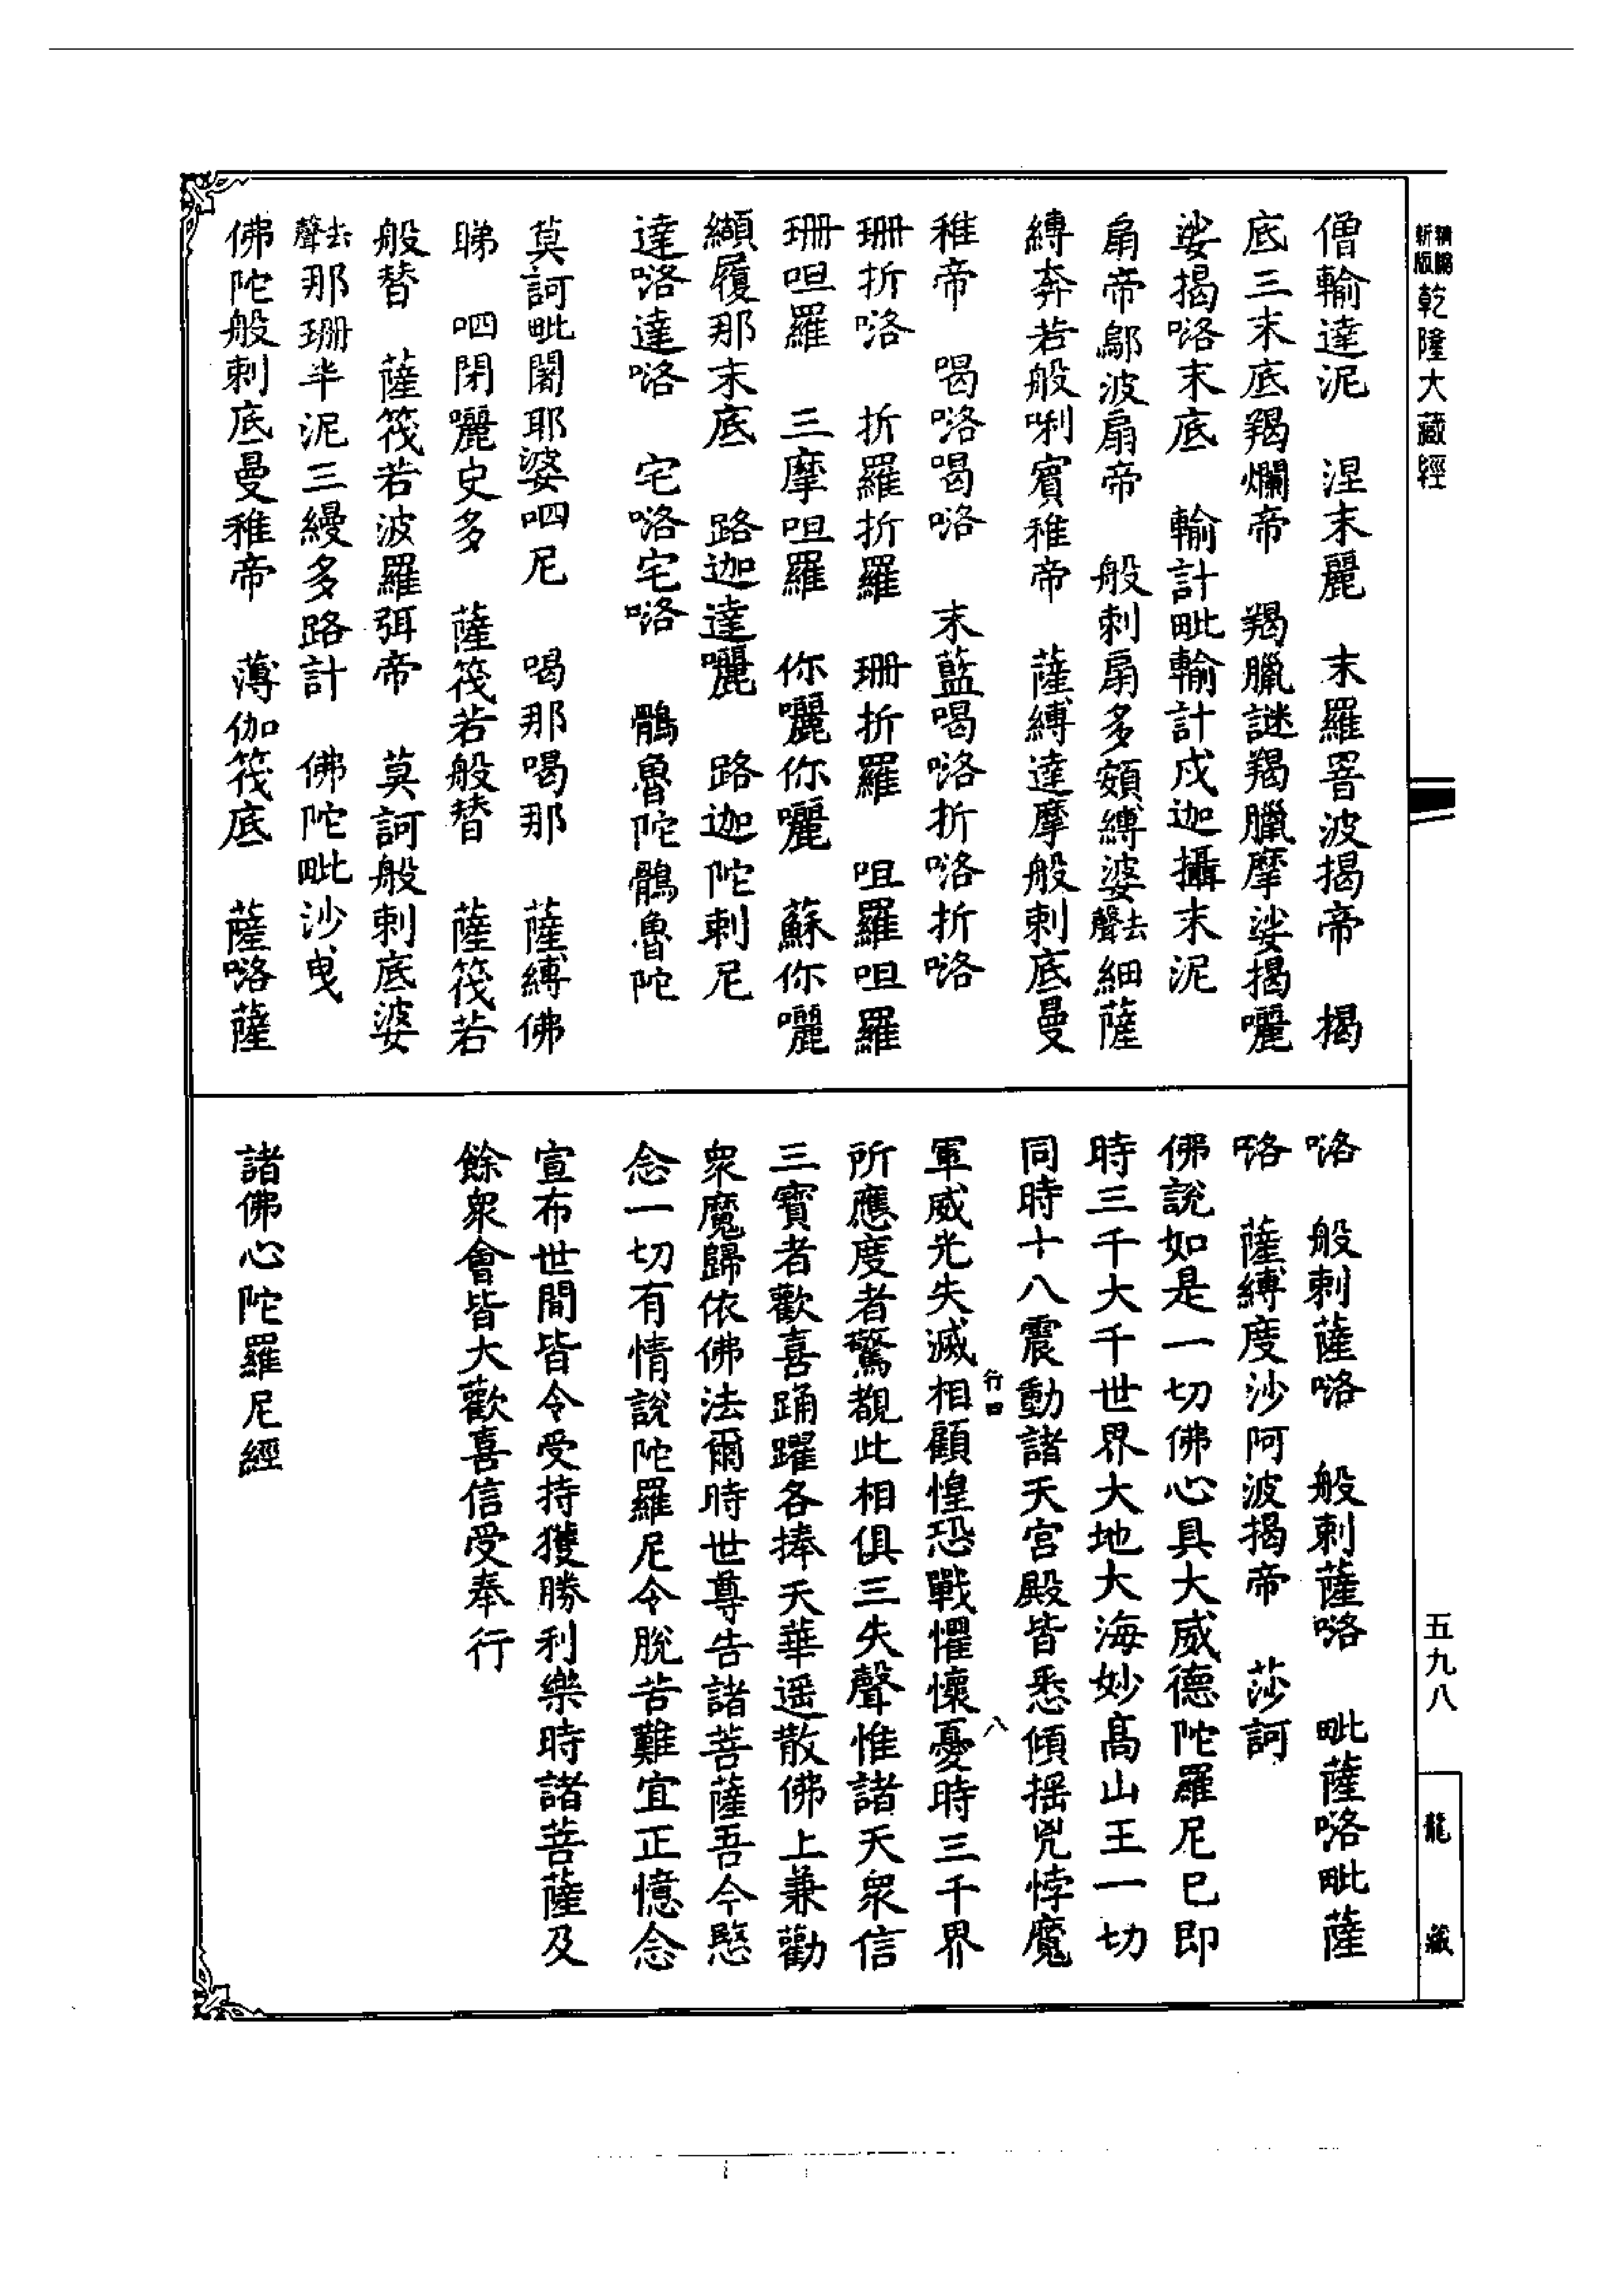 新版精縮乾隆大藏經
五九八
龍藏
僧輸達泥　涅末麗　末羅罯波揭帝　揭
底三末底羯爛帝　羯臘謎羯臘摩娑揭囇
娑揭咯末底　輸計毗輸計戍迦攝末泥
扇帝鄔波扇帝　般剌扇多頞縛婆去聲細薩
縛奔若般唎賓稚帝　薩縛達摩般剌底曼
稚帝　喝咯喝咯　末藍喝咯折咯折咯
珊折咯　折羅折羅　珊折羅　呾羅呾羅
珊呾羅　三摩呾羅　你囇你囇　蘇你囇
纈履那末底　路迦達囇　路迦陀剌尼
達咯達咯　宅咯宅咯　鶻魯陀鶻魯陀
莫訶毗闍耶婆呬尼　喝那喝那　薩縛佛
睇　呬閉囇史多　薩筏若般替　薩筏若
般替　薩筏若波羅弭帝　莫訶般剌底婆
去聲那珊半泥三縵多路計　佛陀毗沙曳
佛陀般剌底曼稚帝　薄伽筏底　薩咯薩
咯　般剌薩咯　般剌薩咯　毗薩咯毗薩
咯　薩縛度沙阿波揭帝　莎訶
佛說如是一切佛心具大威德陀羅尼已即
時三千大千世界大地大海妙高山王一切
同時十八震動諸天宮殿皆悉傾搖兇悖魔
軍威光失滅相顧惶恐戰懼懷憂時三千界
所應度者驚覩此相俱三失聲惟諸天衆信
三寶者歡喜踊躍各捧天華遥散佛上兼勸
衆魔歸依佛法爾時世尊告諸菩薩吾今愍
念一切有情說陀羅尼令脫苦難宜正憶念
宣布世間皆令受持獲勝利樂時諸菩薩及
餘衆會皆大歡喜信受奉行
諸佛心陀羅尼經